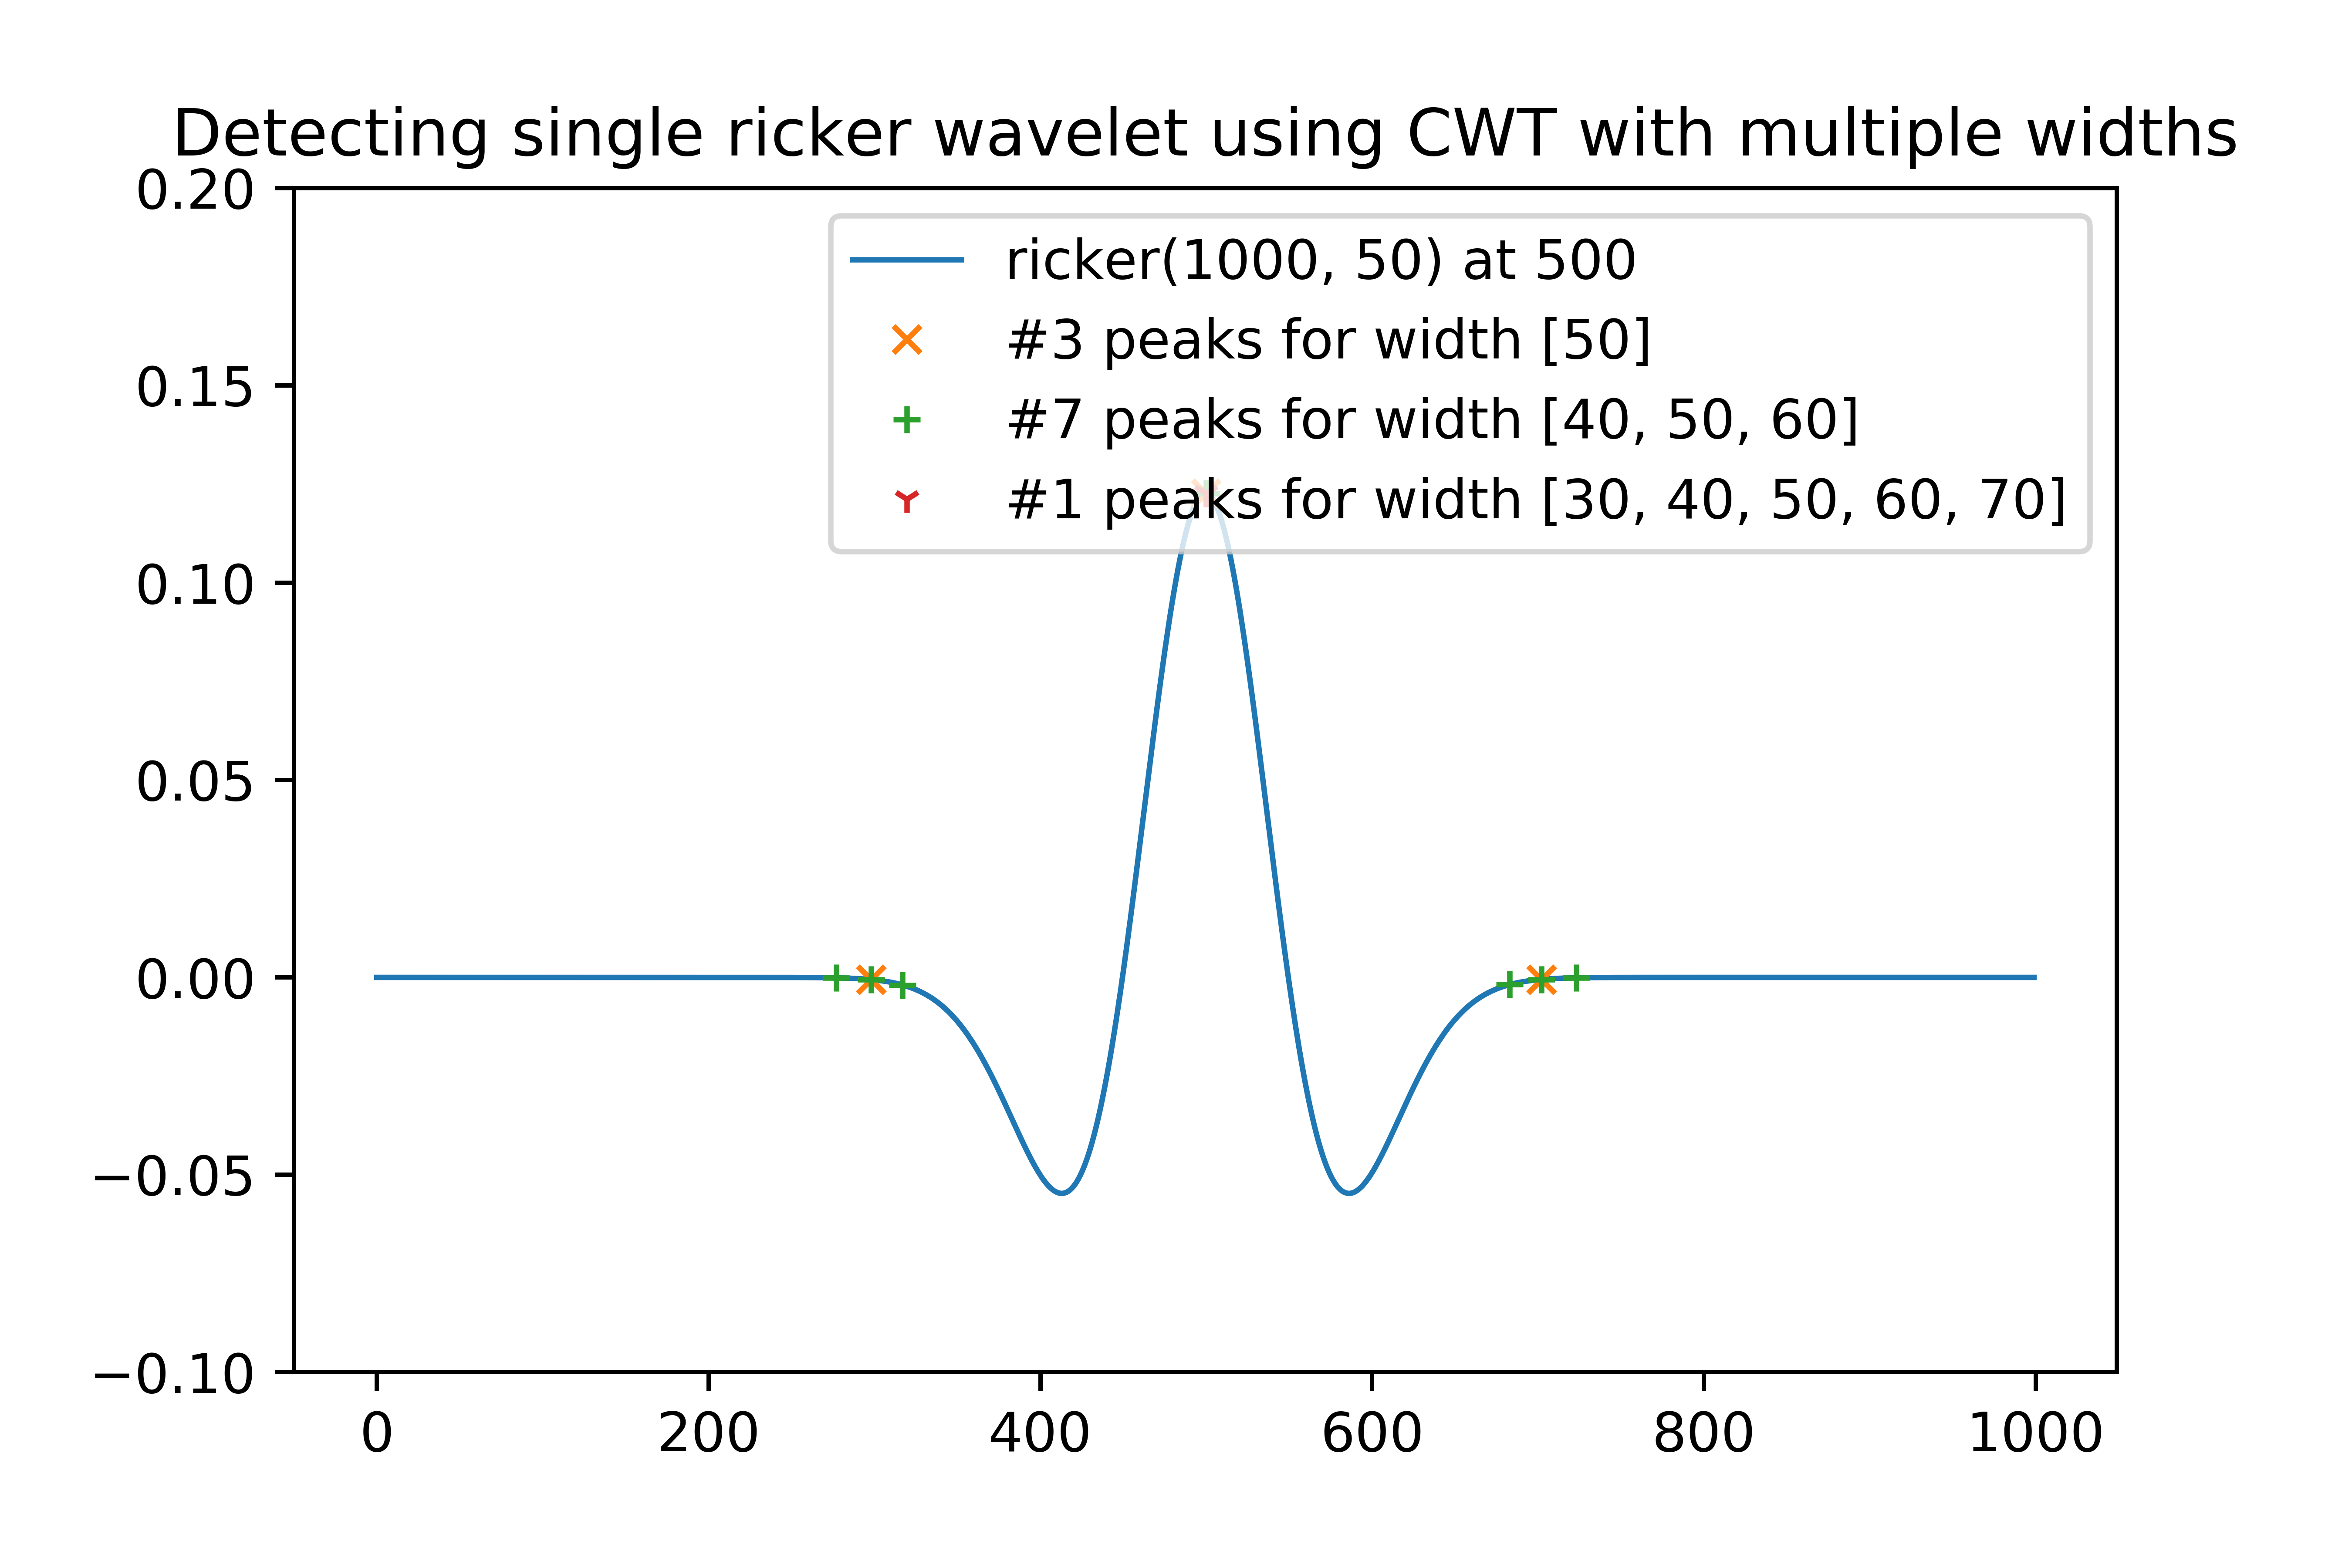 Detecting single ricker wavelet using CWT with multiple widths
0.20
0.15
0.10
0.05
0.00
−0.05
−0.10
ricker(1000, 50) at 500
#3 peaks for width [50]
#7 peaks for width [40, 50, 60]
#1 peaks for width [30, 40, 50, 60, 70]
0 200 400 600 800 1000